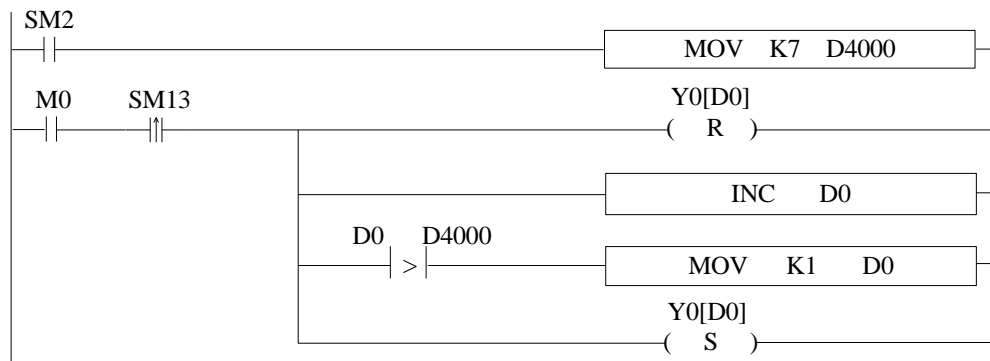 SM2
MOV K7 D4000
M0 SM13 Y0[D0]
( R )
INC D0
D0 D4000
> MOV K1 D0
Y0[D0]
( S )